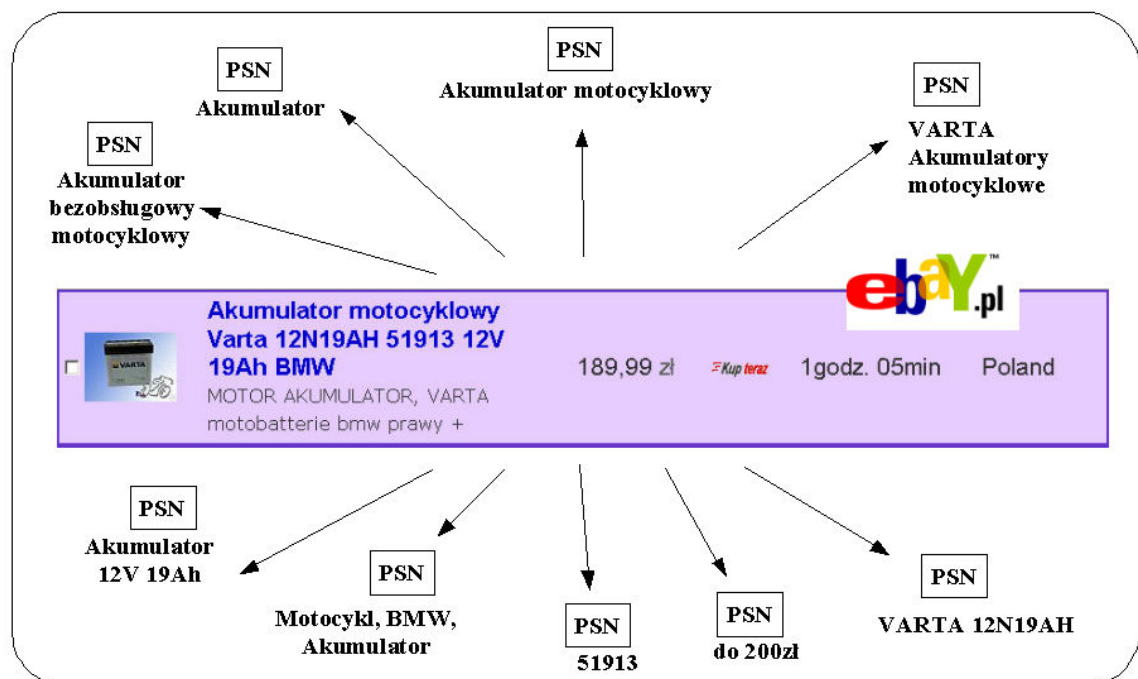 PSN
Akumulator motocyklowy
PSN
Akumulator
PSN
VARTA
Akumulatory
motocyklowe
PSN
Akumulator
bezobsługowy
motocyklowy
ebaY.pl
TM
Akumulator motocyklowy
Varta 12N19AH 51913 12V
19Ah BMW
MOTOR AKUMULATOR, VARTA
motobatterie bmw prawy +
VARTA
189,99 zł
Kup teraz
1godz. 05min
Poland
PSN
Akumulator
12V 19Ah
PSN
Motocykl, BMW,
Akumulator
PSN
51913
PSN
do 200zł
PSN
VARTA 12N19AH